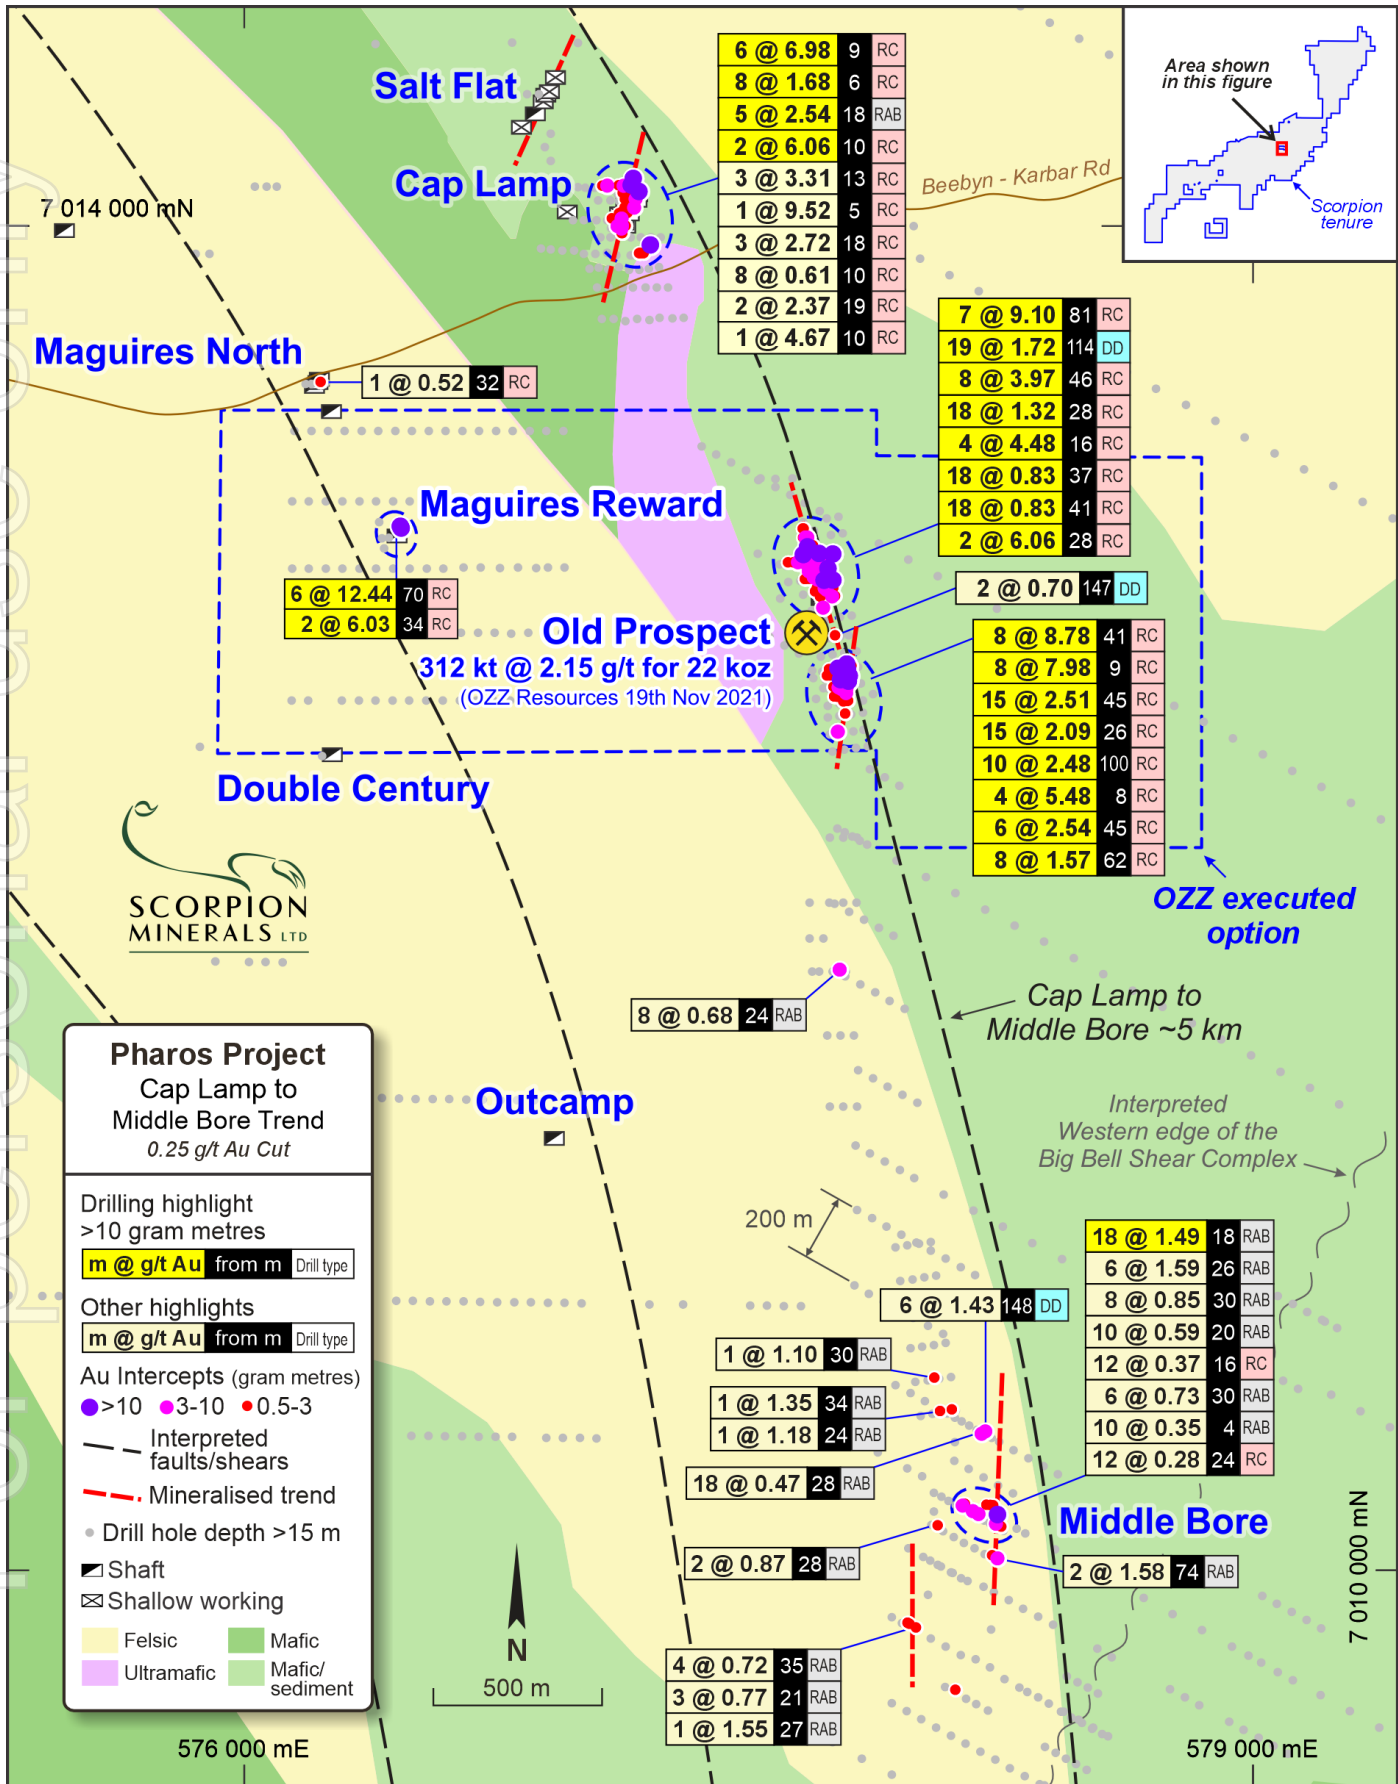 Salt Flat
Cap Lamp
7 014 000 mN
Maguires North
1 @ 0.52 32 RC
6 @ 6.98 9 RC
8 @ 1.68 6 RC
5 @ 2.54 18 RAB
2 @ 6.06 10 RC
3 @ 3.31 13 RC
1 @ 9.52 5 RC
3 @ 2.72 18 RC
8 @ 0.61 10 RC
2 @ 2.37 19 RC
1 @ 4.67 10 RC
Beebyn - Karbar Rd
Area shown
in this figure
Scorpion
tenure
7 @ 9.10 81 RC
19 @ 1.72 114 DD
8 @ 3.97 46 RC
18 @ 1.32 28 RC
4 @ 4.48 16 RC
18 @ 0.83 37 RC
18 @ 0.83 41 RC
2 @ 6.06 28 RC
Maguires Reward
6 @ 12.44 70 RC
2 @ 6.03 34 RC
2 @ 0.70 147 DD
Old Prospect
312 kt @ 2.15 g/t for 22 koz
(OZZ Resources 19th Nov 2021)
8 @ 8.78 41 RC
8 @ 7.98 9 RC
15 @ 2.51 45 RC
15 @ 2.09 26 RC
10 @ 2.48 100 RC
4 @ 5.48 8 RC
6 @ 2.54 45 RC
8 @ 1.57 62 RC
Double Century
OZZ executed
option
SCORPION
MINERALS LTD
8 @ 0.68 24 RAB
Cap Lamp to
Middle Bore ~5 km
Outcamp
Interpreted
Western edge of the
Big Bell Shear Complex
200 m
6 @ 1.43 148 DD
1 @ 1.10 30 RAB
1 @ 1.35 34 RAB
1 @ 1.18 24 RAB
18 @ 0.47 28 RAB
18 @ 1.49 18 RAB
6 @ 1.59 26 RAB
8 @ 0.85 30 RAB
10 @ 0.59 20 RAB
12 @ 0.37 16 RC
6 @ 0.73 30 RAB
10 @ 0.35 4 RAB
12 @ 0.28 24 RC
Middle Bore
2 @ 0.87 28 RAB
2 @ 1.58 74 RAB
4 @ 0.72 35 RAB
3 @ 0.77 21 RAB
1 @ 1.55 27 RAB
7 010 000 mN
N
500 m
576 000 mE
579 000 mE
Pharos Project
Cap Lamp to
Middle Bore Trend
0.25 g/t Au Cut
Drilling highlight
>10 gram metres
m @ g/t Au from m Drill type
Other highlights
m @ g/t Au from m Drill type
Au Intercepts (gram metres)
>10 3-10 0.5-3
Interpreted
faults/shears
Mineralised trend
Drill hole depth >15 m
Shaft
Shallow working
Felsic Mafic
Ultramafic Mafic/
sediment